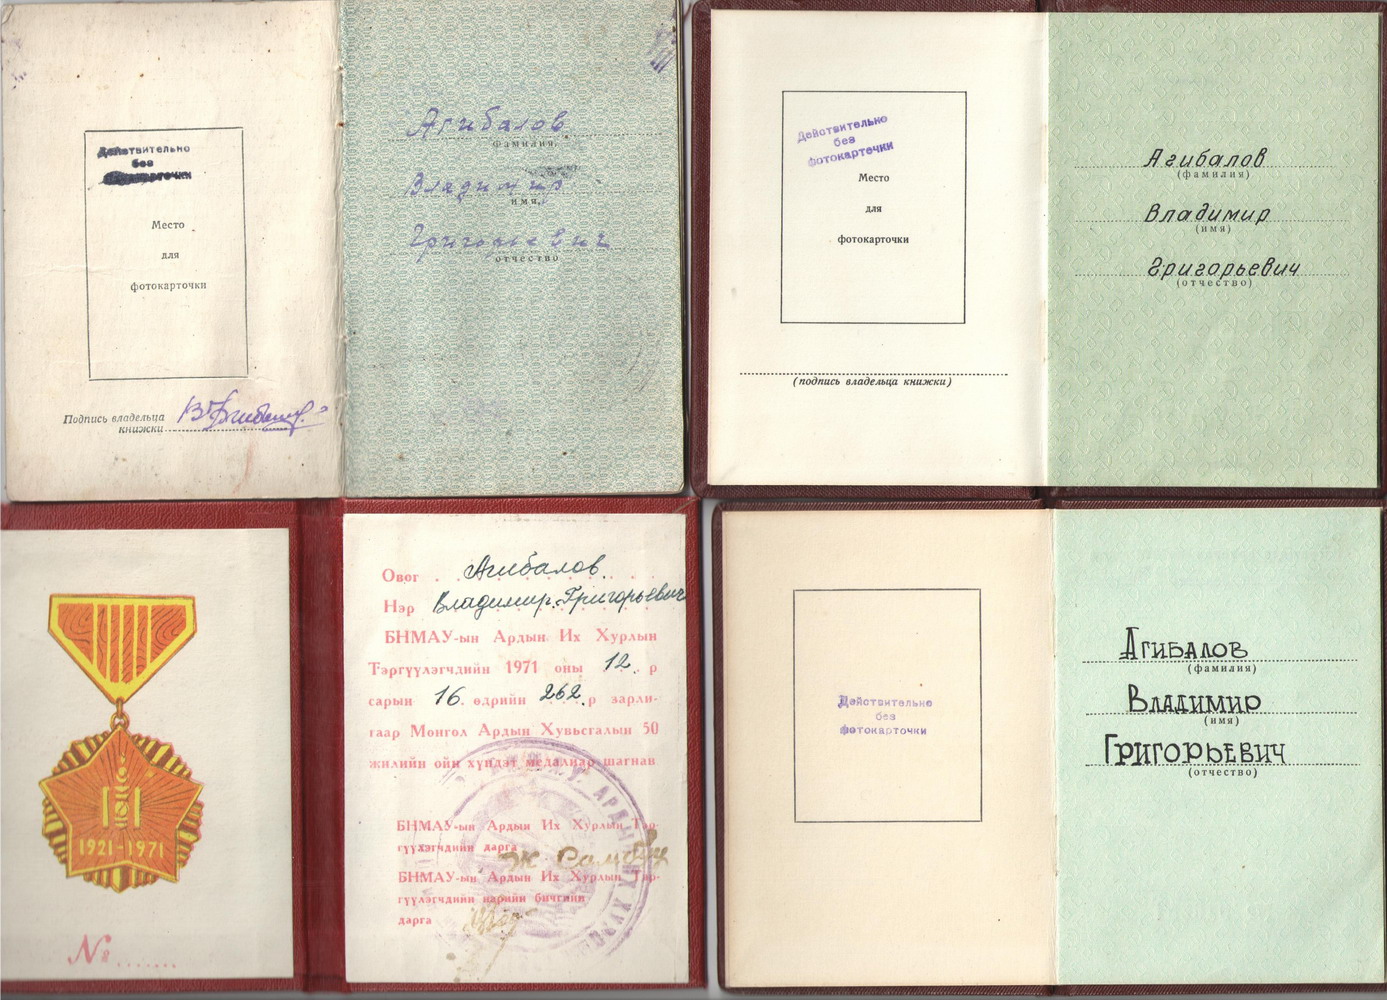 Действительно
без
фотокарточки
Место
для
фотокарточки
Подпись владельца
книжки
Агибалов
фамилия,
Владимир
имя,
Григорьевич
отчество
Действительно
без
фотокарточки
Место
для
фотокарточки
(подпись владельца книжки)
Агибалов
(фамилия)
Владимир
(имя)
Григорьевич
(отчество)
1921-1971
№.......
Овог Агибалов
Нэр Владимир Григорьевич
БНМАУ-ын Ардын Их Хурлын
Тэргүүлэгчдийн 1971 оны 12 р
сарын 16 өдрийн 262 р зарли-
гаар Монгол Ардын Хувьсгалын 50
жилийн ойн хүндэт медалиар шагнав
БНМАУ-ын Ардын Их Хурлын Тэр-
гүүлэгчдийн дарга
БНМАУ-ын Ардын Их Хурлын Тэр-
гүүлэгчдийн нарийн бичгийн
дарга
Действительно
без
фотокарточки
Агибалов
(фамилия)
Владимир
(имя)
Григорьевич
(отчество)